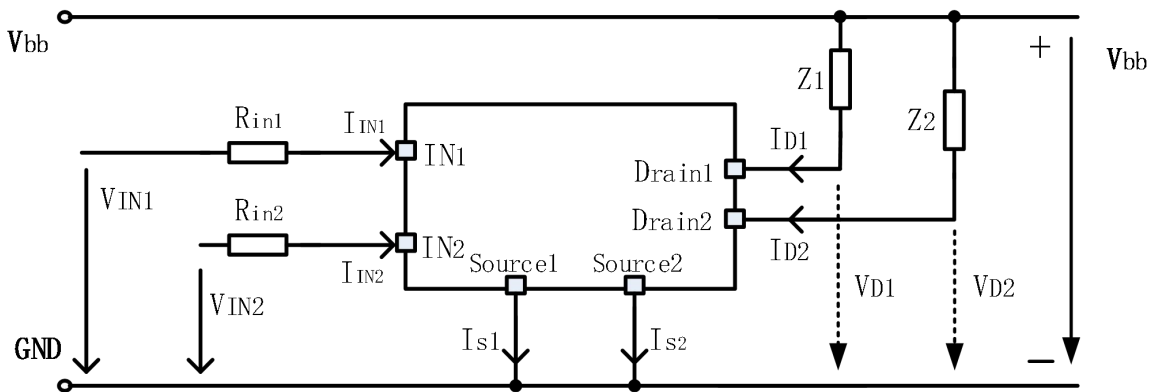 Vbb
+
Vbb
Z1
Z2
Rin1
IIN1
IN1
ID1
Drain1
VIN1
Rin2
Drain2
IN2
ID2
IIN2
Source1
Source2
VIN2
VD1
VD2
Is1
Is2
GND
−